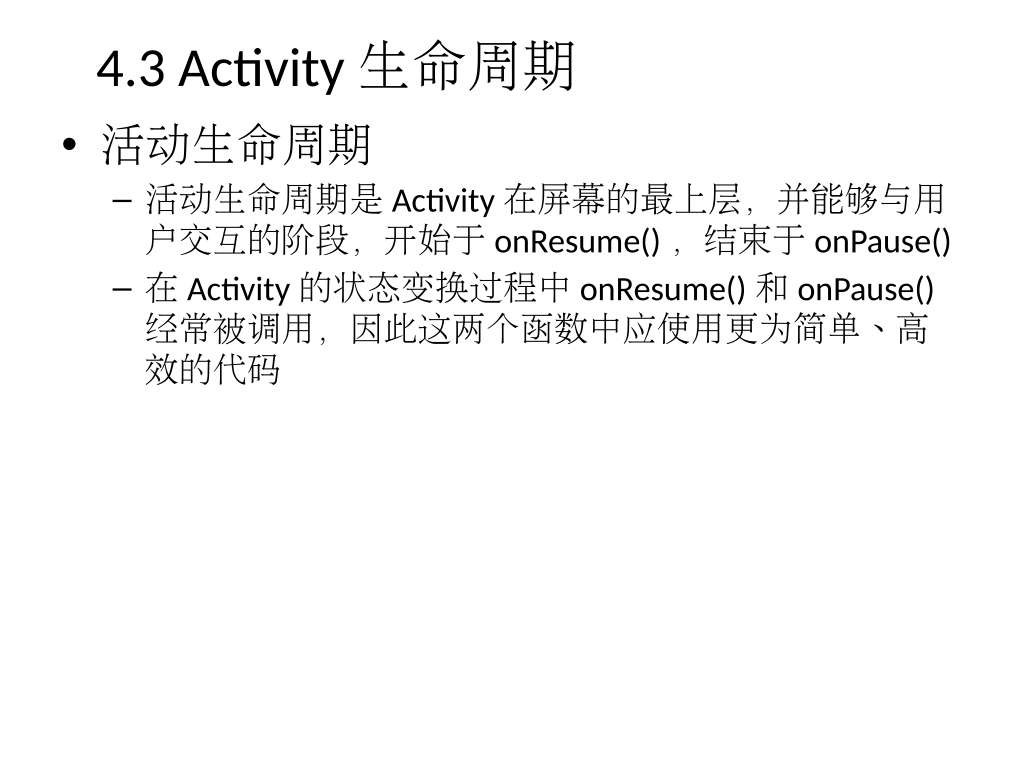 4.3 Activity 生命周期
• 活动生命周期
– 活动生命周期是 Activity 在屏幕的最上层，并能够与用
户交互的阶段，开始于 onResume() ，结束于 onPause()
– 在 Activity 的状态变换过程中 onResume() 和 onPause()
经常被调用，因此这两个函数中应使用更为简单、高
效的代码